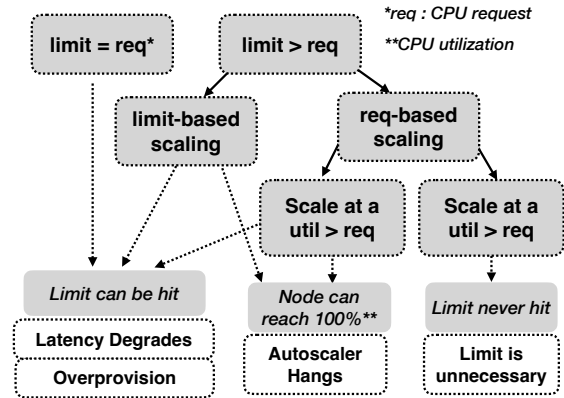 limit = req*
limit > req
*req : CPU request
**CPU utilization
limit-based
scaling
req-based
scaling
Scale at a
util > req
Scale at a
util > req
Limit can be hit
Node can
reach 100%**
Limit never hit
Latency Degrades
Overprovision
Autoscaler
Hangs
Limit is
unnecessary